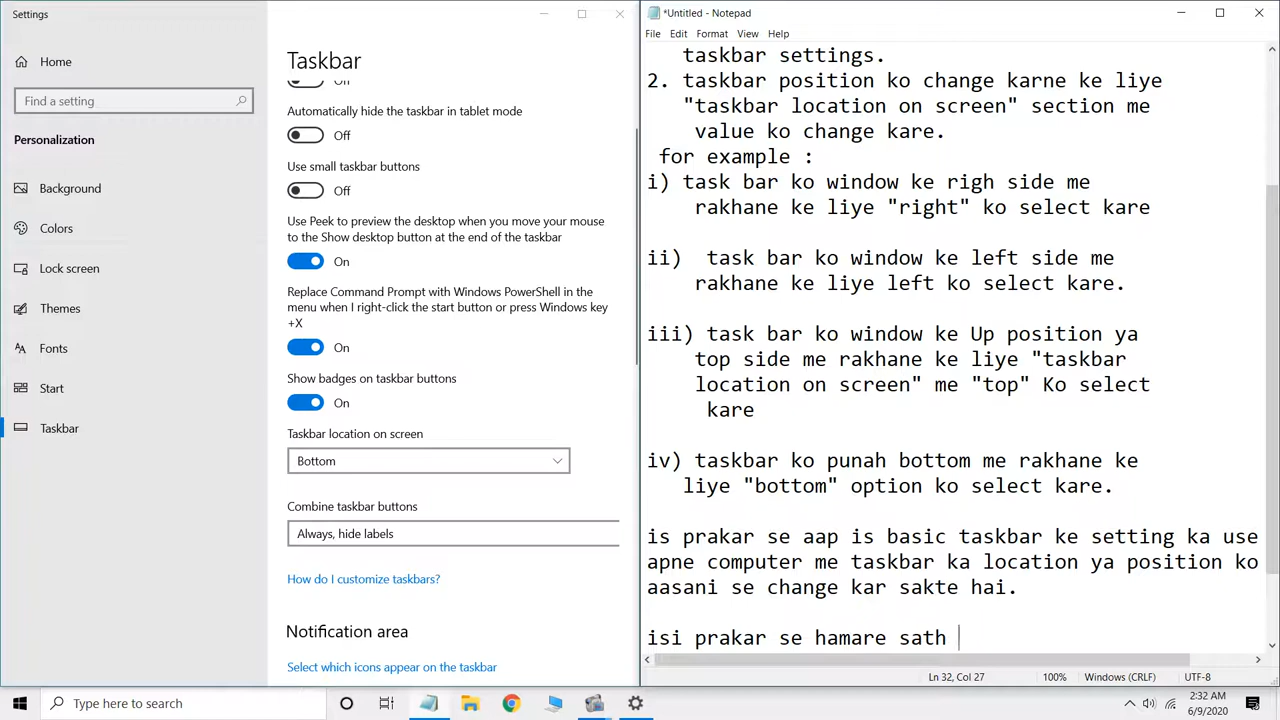 Settings
Home
Find a setting
Personalization
Background
Colors
Lock screen
Themes
Fonts
Start
Taskbar
Taskbar
Off
Automatically hide the taskbar in tablet mode
Off
Use small taskbar buttons
Off
Use Peek to preview the desktop when you move your mouse
to the Show desktop button at the end of the taskbar
On
Replace Command Prompt with Windows PowerShell in the
menu when I right-click the start button or press Windows key
+X
On
Show badges on taskbar buttons
On
Taskbar location on screen
Bottom
Combine taskbar buttons
Always, hide labels
How do I customize taskbars?
Notification area
Select which icons appear on the taskbar
*Untitled - Notepad
File Edit Format View Help
taskbar settings.
2. taskbar position ko change karne ke liye
"taskbar location on screen" section me
value ko change kare.
for example :
i) task bar ko window ke righ side me
rakhane ke liye "right" ko select kare
ii) task bar ko window ke left side me
rakhane ke liye left ko select kare.
iii) task bar ko window ke Up position ya
top side me rakhane ke liye "taskbar
location on screen" me "top" Ko select
kare
iv) taskbar ko punah bottom me rakhane ke
liye "bottom" option ko select kare.
is prakar se aap is basic taskbar ke setting ka use
apne computer me taskbar ka location ya position ko
aasani se change kar sakte hai.
isi prakar se hamare sath
Ln 32, Col 27 100% Windows (CRLF) UTF-8
Type here to search
2:32 AM
6/9/2020